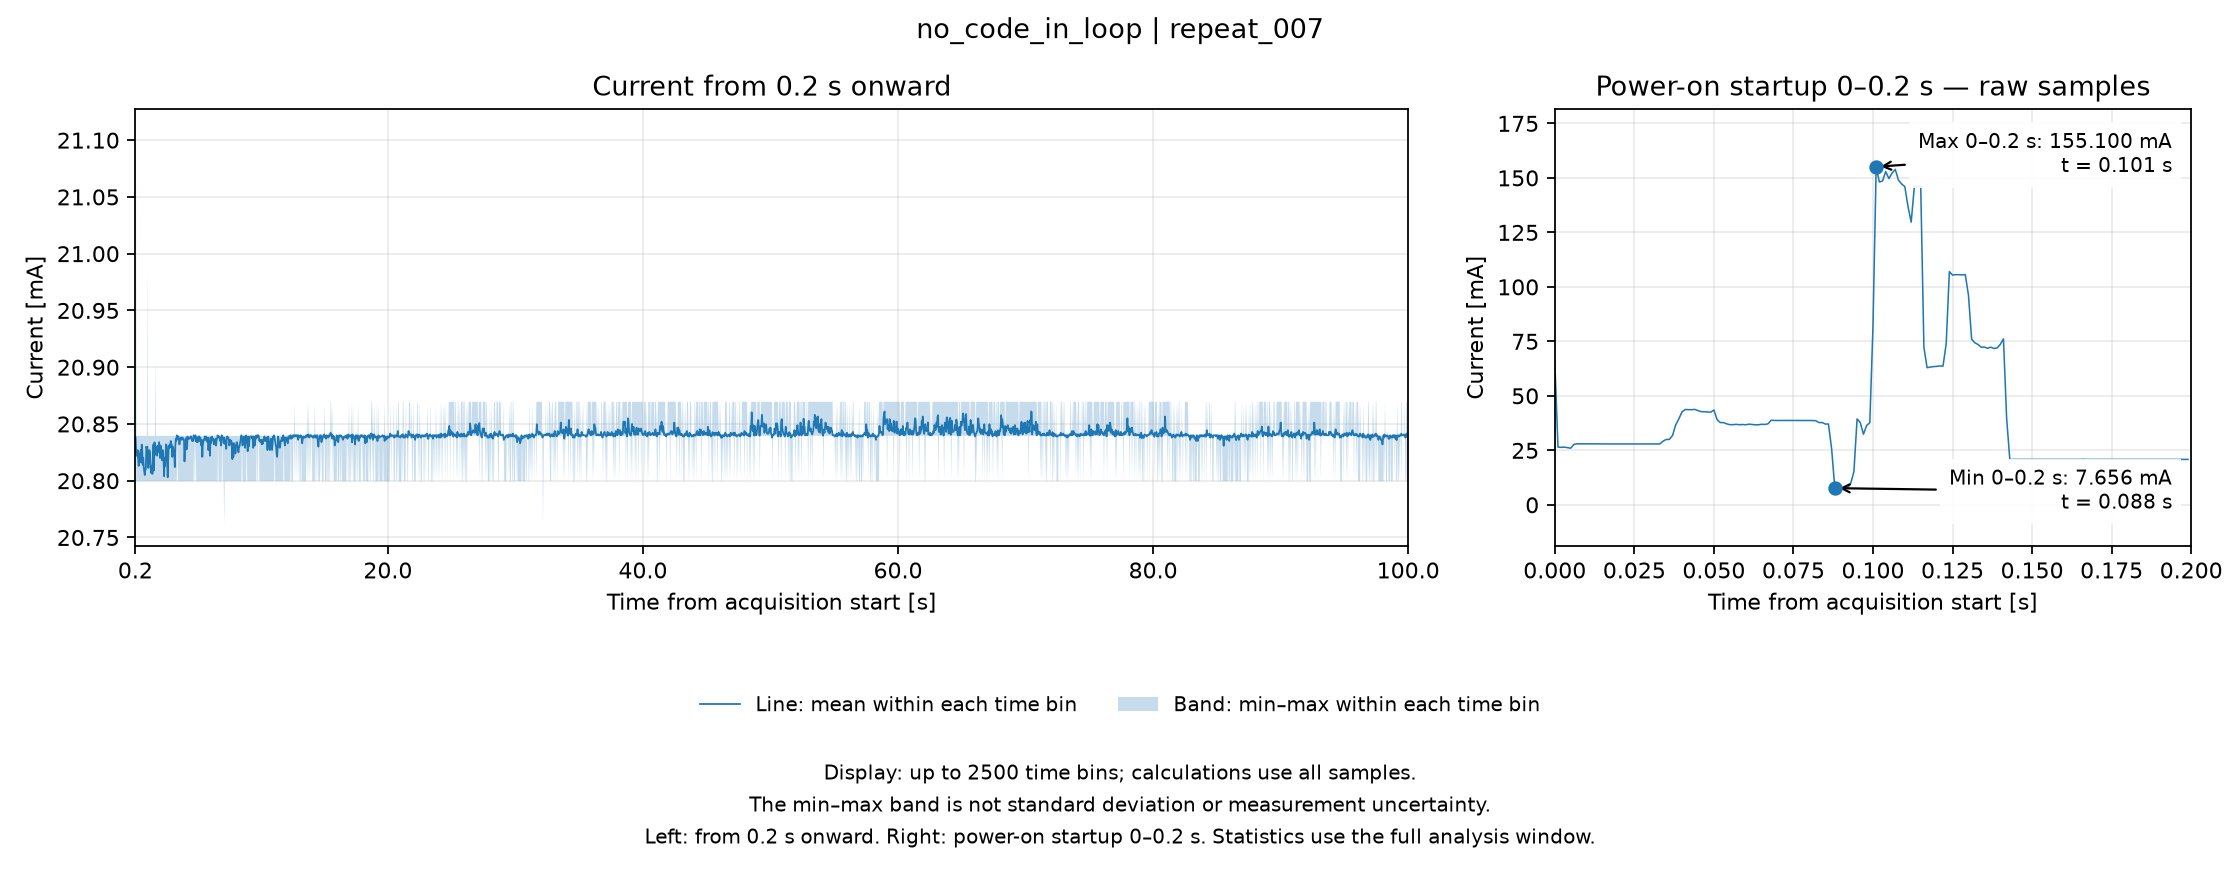 no_code_in_loop | repeat_007
Current from 0.2 s onward
21.10
21.05
21.00
20.95
20.90
20.85
20.80
20.75
Current [mA]
0.2
20.0
40.0
60.0
80.0
100.0
Time from acquisition start [s]
Power-on startup 0–0.2 s — raw samples
175
150
125
100
75
50
25
0
Current [mA]
Max 0–0.2 s: 155.100 mA
t = 0.101 s
Min 0–0.2 s: 7.656 mA
t = 0.088 s
0.000
0.025
0.050
0.075
0.100
0.125
0.150
0.175
0.200
Time from acquisition start [s]
Line: mean within each time bin
Band: min–max within each time bin
Display: up to 2500 time bins; calculations use all samples.
The min–max band is not standard deviation or measurement uncertainty.
Left: from 0.2 s onward. Right: power-on startup 0–0.2 s. Statistics use the full analysis window.